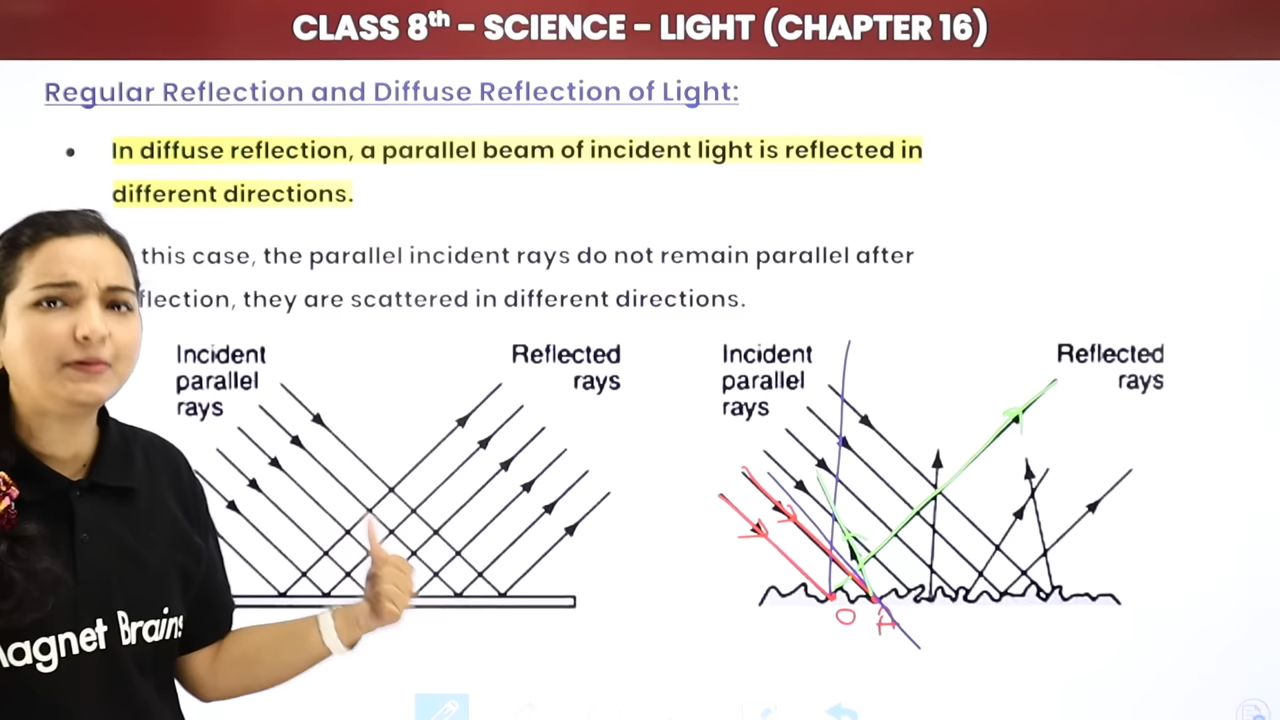 CLASS 8th - SCIENCE - LIGHT (CHAPTER 16)
Regular Reflection and Diffuse Reflection of Light:
• In diffuse reflection, a parallel beam of incident light is reflected in
different directions.
this case, the parallel incident rays do not remain parallel after
flection, they are scattered in different directions.
Incident
parallel
rays
Reflected
rays
Incident
parallel
rays
Reflected
rays
O A
Magnet Brains